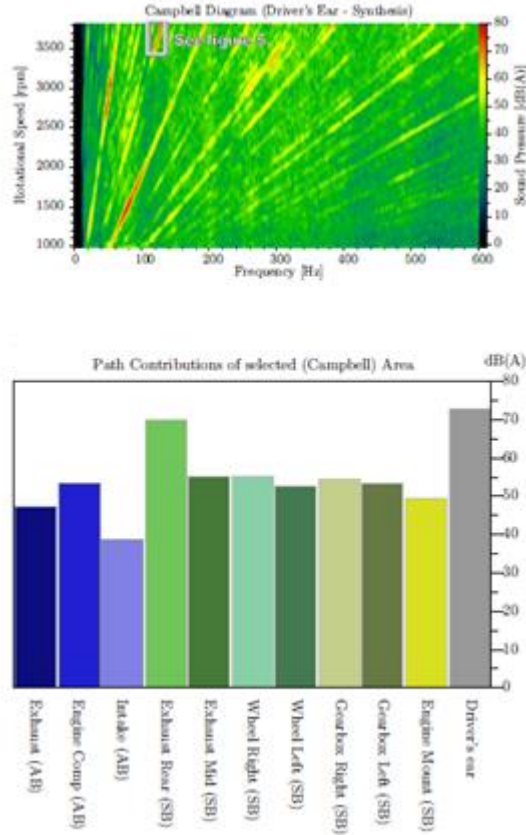 Campbell Diagram (Driver's Ear - Synthesis)
See figure 5
Rotational Speed [rpm]
3500
3000
2500
2000
1500
1000
0
100
200
300
400
500
600
Frequency [Hz]
80
70
60
50
40
30
20
10
0
Sound Pressure [dB(A)]
Path Contributions of selected (Campbell) Area
dB(A)
80
70
60
50
40
30
20
10
0
Exhaust (AB)
Engine Comp (AB)
Intake (AB)
Exhaust Rear (SB)
Exhaust Mid (SB)
Wheel Right (SB)
Wheel Left (SB)
Gearbox Right (SB)
Gearbox Left (SB)
Engine Mount (SB)
Driver's ear